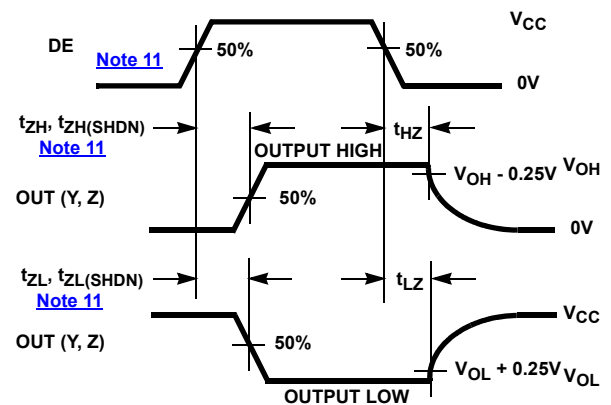 DE
Note 11
50%
50%
VCC
0V
tZH, tZH(SHDN)
Note 11
tHZ
OUTPUT HIGH
VOH - 0.25V VOH
OUT (Y, Z)
50%
0V
tZL, tZL(SHDN)
Note 11
tLZ
VCC
OUT (Y, Z)
50%
VOL + 0.25V VOL
OUTPUT LOW